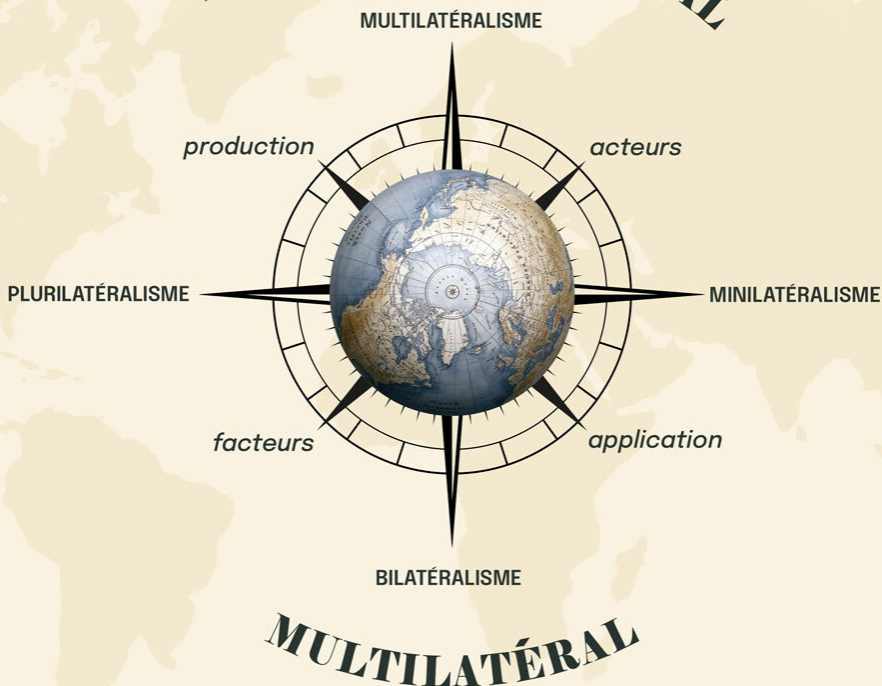 MULTILATÉRALISME
production
acteurs
PLURILATÉRALISME
MINILATÉRALISME
facteurs
application
BILATÉRALISME
MULTILATÉRAL